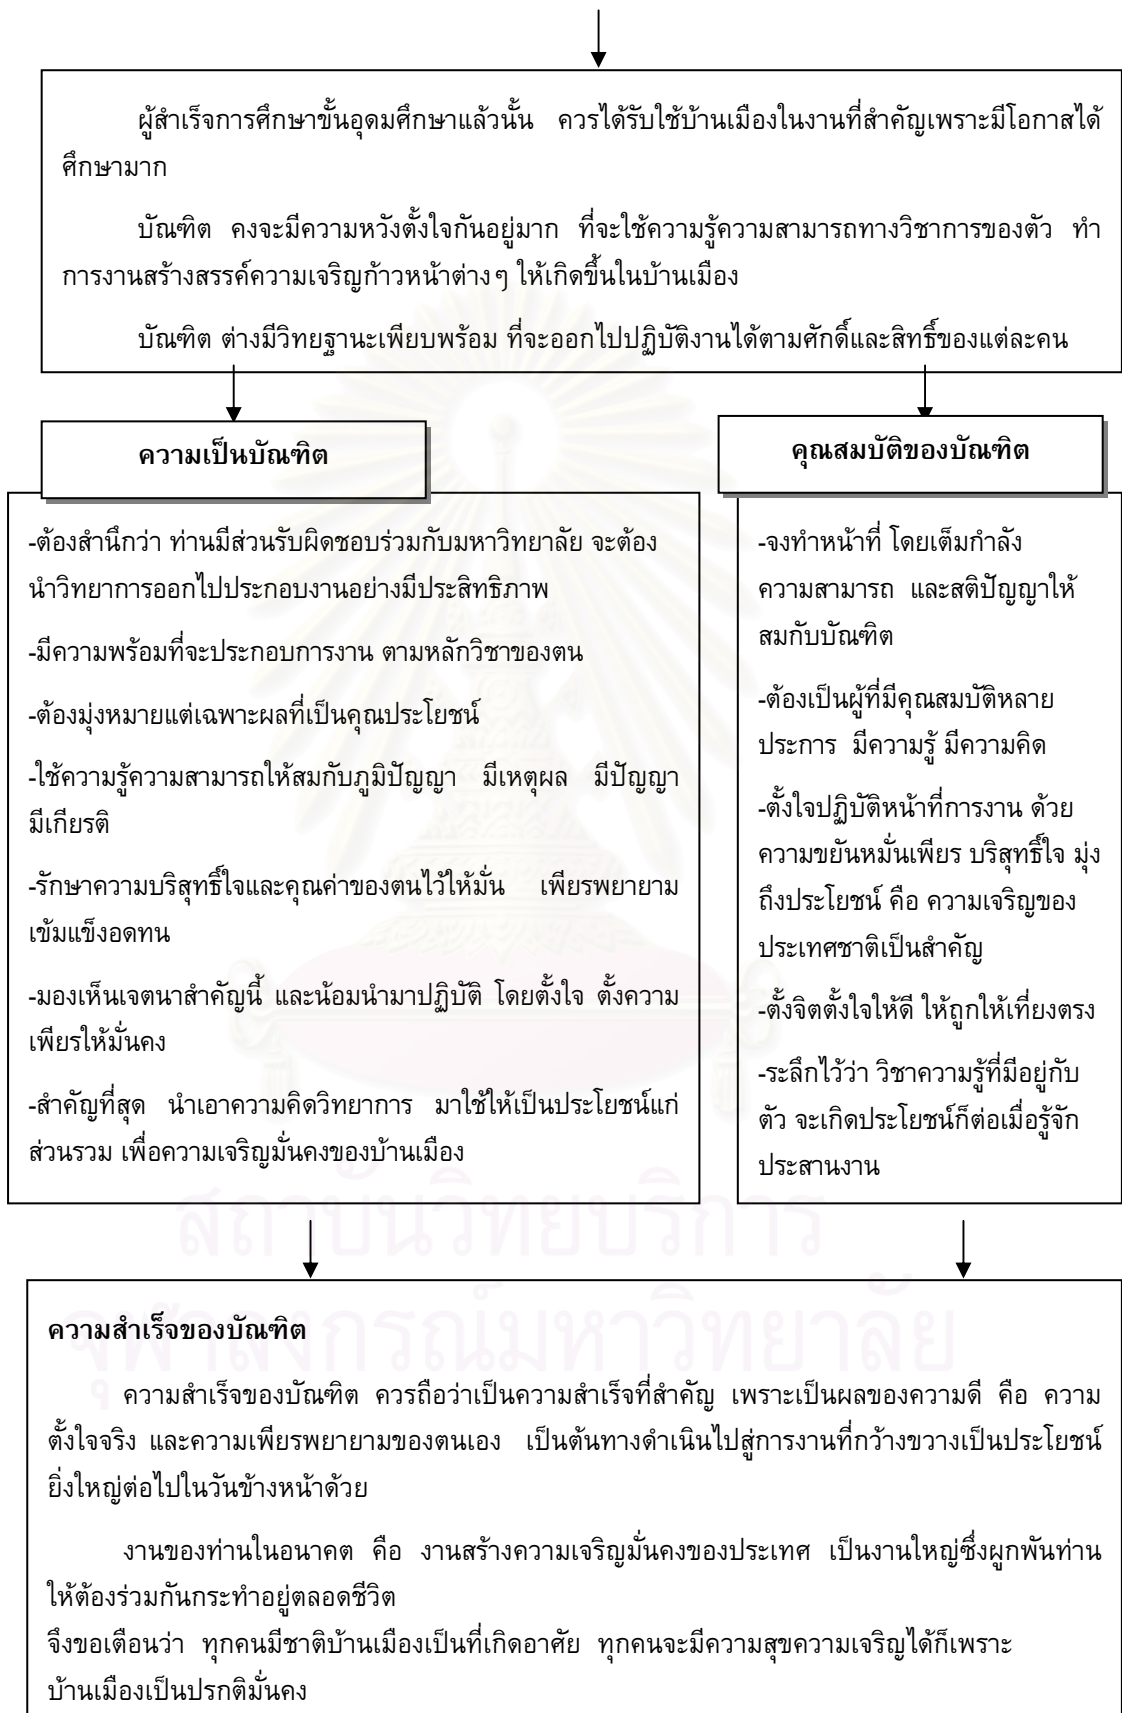 ผู้สำเร็จการศึกษาขั้นอุดมศึกษาแล้วนั้น ควรได้รับใช้บ้านเมืองในงานที่สำคัญเพราะมีโอกาสได้
ศึกษามาก
บัณฑิต คงจะมีความหวังตั้งใจกันอยู่มาก ที่จะใช้ความรู้ความสามารถทางวิชาการของตัว ทำ
การงานสร้างสรรค์ความเจริญก้าวหน้าต่างๆ ให้เกิดขึ้นในบ้านเมือง
บัณฑิต ต่างมีวิทยฐานะเพียบพร้อม ที่จะออกไปปฏิบัติงานได้ตามศักดิ์และสิทธิ์ของแต่ละคน
ความเป็นบัณฑิต
-ต้องสำนึกว่า ท่านมีส่วนรับผิดชอบร่วมกับมหาวิทยาลัย จะต้อง
นำวิทยาการออกไปประกอบงานอย่างมีประสิทธิภาพ
-มีความพร้อมที่จะประกอบการงาน ตามหลักวิชาของตน
-ต้องมุ่งหมายแต่เฉพาะผลที่เป็นคุณประโยชน์
-ใช้ความรู้ความสามารถให้สมกับภูมิปัญญา มีเหตุผล มีปัญญา
มีเกียรติ
-รักษาความบริสุทธิ์ใจและคุณค่าของตนไว้ให้มั่น เพียรพยายาม
เข้มแข็งอดทน
-มองเห็นเจตนาสำคัญนี้ และน้อมนำมาปฏิบัติ โดยตั้งใจ ตั้งความ
เพียรให้มั่นคง
-สำคัญที่สุด นำเอาความคิดวิทยาการ มาใช้ให้เป็นประโยชน์แก่
ส่วนรวม เพื่อความเจริญมั่นคงของบ้านเมือง
คุณสมบัติของบัณฑิต
-จงทำหน้าที่ โดยเต็มกำลัง
ความสามารถ และสติปัญญาให้
สมกับบัณฑิต
-ต้องเป็นผู้ที่มีคุณสมบัติหลาย
ประการ มีความรู้ มีความคิด
-ตั้งใจปฏิบัติหน้าที่การงาน ด้วย
ความขยันหมั่นเพียร บริสุทธิ์ใจ มุ่ง
ถึงประโยชน์ คือ ความเจริญของ
ประเทศชาติเป็นสำคัญ
-ตั้งจิตตั้งใจให้ดี ให้ถูกให้เที่ยงตรง
-ระลึกไว้ว่า วิชาความรู้ที่มีอยู่กับ
ตัว จะเกิดประโยชน์ก็ต่อเมื่อรู้จัก
ประสานงาน
สถาบันวิทยบริการ
จุฬาลงกรณ์มหาวิทยาลัย
ความสำเร็จของบัณฑิต
ความสำเร็จของบัณฑิต ควรถือว่าเป็นความสำเร็จที่สำคัญ เพราะเป็นผลของความดี คือ ความ
ตั้งใจจริง และความเพียรพยายามของตนเอง เป็นต้นทางดำเนินไปสู่การงานที่กว้างขวางเป็นประโยชน์
ยิ่งใหญ่ต่อไปในวันข้างหน้าด้วย
งานของท่านในอนาคต คือ งานสร้างความเจริญมั่นคงของประเทศ เป็นงานใหญ่ซึ่งผูกพันท่าน
ให้ต้องร่วมกันกระทำอยู่ตลอดชีวิต
จึงขอเตือนว่า ทุกคนมีชาติบ้านเมืองเป็นที่เกิดอาศัย ทุกคนจะมีความสุขความเจริญได้ก็เพราะ
บ้านเมืองเป็นปรกติมั่นคง